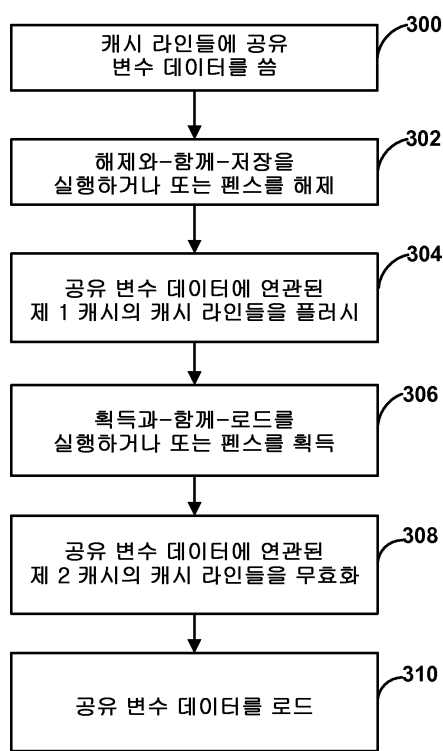 300
캐시 라인들에 공유
변수 데이터를 씀
302
해제와-함께-저장을
실행하거나 또는 펜스를 해제
304
공유 변수 데이터에 연관된
제 1 캐시의 캐시 라인들을 플러시
306
획득과-함께-로드를
실행하거나 또는 펜스를 획득
308
공유 변수 데이터에 연관된
제 2 캐시의 캐시 라인들을 무효화
310
공유 변수 데이터를 로드